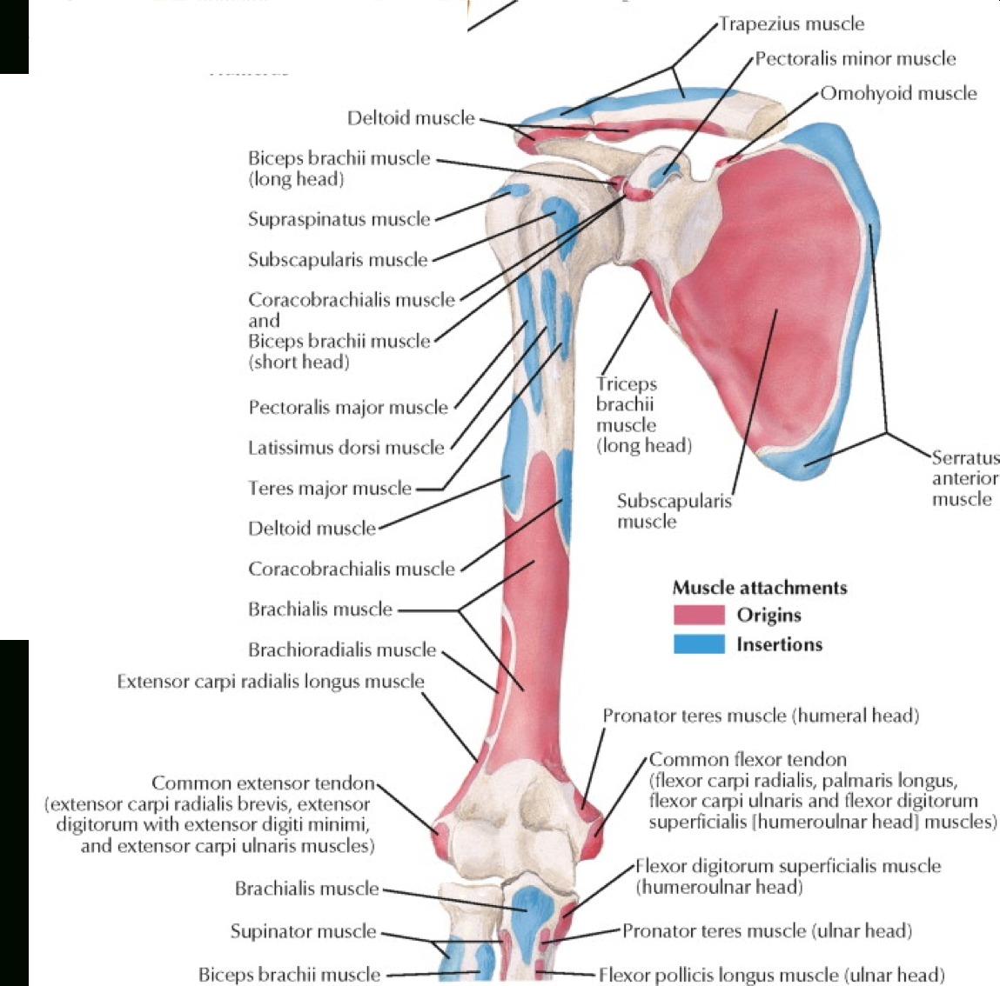 Trapezius muscle
Pectoralis minor muscle
Omohyoid muscle
Deltoid muscle
Biceps brachii muscle
(long head)
Supraspinatus muscle
Subscapularis muscle
Coracobrachialis muscle
and
Biceps brachii muscle
(short head)
Pectoralis major muscle
Latissimus dorsi muscle
Teres major muscle
Deltoid muscle
Coracobrachialis muscle
Brachialis muscle
Brachioradialis muscle
Extensor carpi radialis longus muscle
Common extensor tendon
(extensor carpi radialis brevis, extensor
digitorum with extensor digiti minimi,
and extensor carpi ulnaris muscles)
Brachialis muscle
Supinator muscle
Biceps brachii muscle
Triceps
brachii
muscle
(long head)
Subscapularis
muscle
Serratus
anterior
muscle
Muscle attachments
Origins
Insertions
Pronator teres muscle (humeral head)
Common flexor tendon
(flexor carpi radialis, palmaris longus,
flexor carpi ulnaris and flexor digitorum
superficialis [humeroulnar head] muscles)
Flexor digitorum superficialis muscle
(humeroulnar head)
Pronator teres muscle (ulnar head)
Flexor pollicis longus muscle (ulnar head)